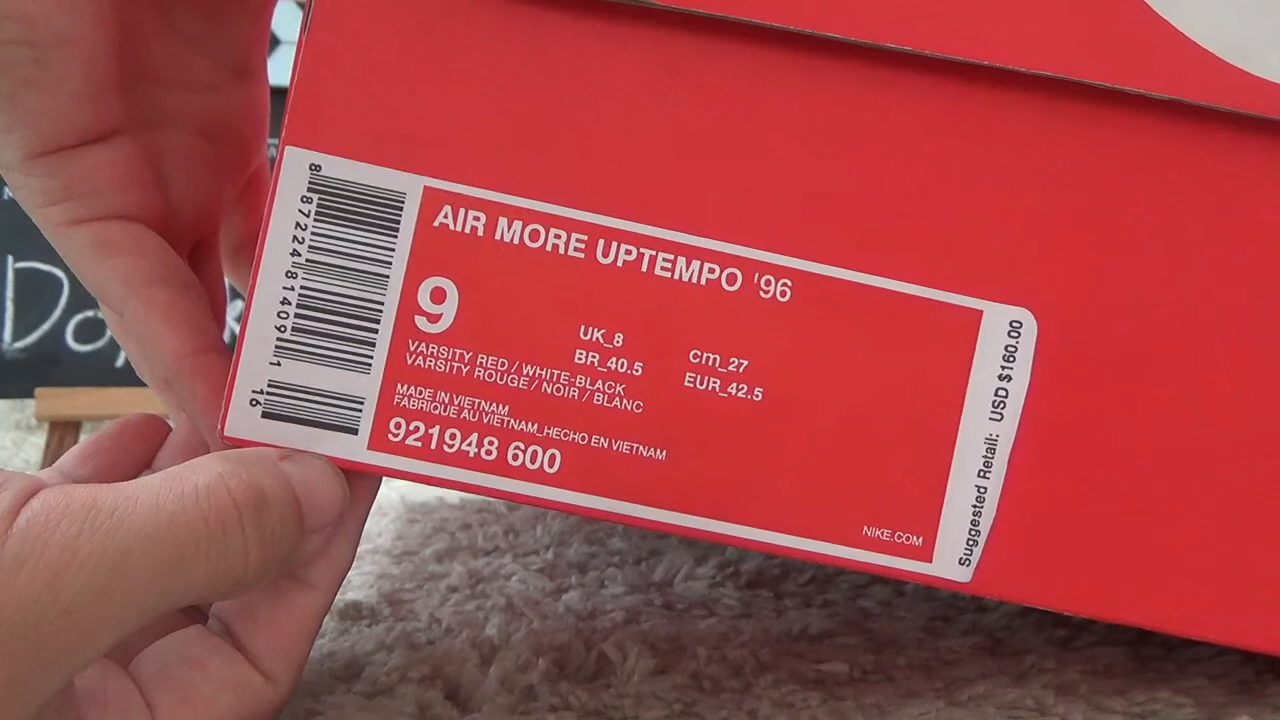 AIR MORE UPTEMPO '96
9
UK_8
cm_27
BR_40.5
EUR_42.5
VARSITY RED / WHITE-BLACK
VARSITY ROUGE / NOIR / BLANC
MADE IN VIETNAM
FABRIQUE AU VIETNAM_HECHO EN VIETNAM
921948 600
NIKE.COM
Suggested Retail: USD $160.00
8 87224 81409 1
16